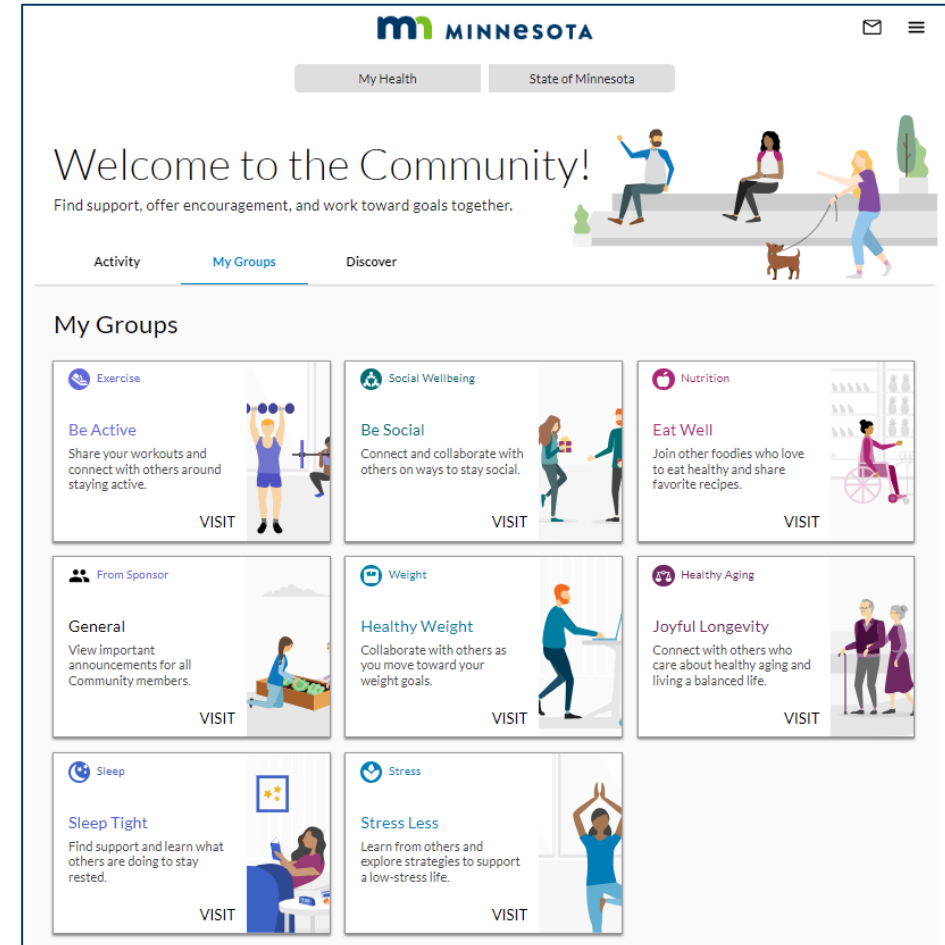 MINNESOTA
My Health
State of Minnesota
Welcome to the Community!
Find support, offer encouragement, and work toward goals together.
Activity
My Groups
Discover
My Groups
Exercise
Be Active
Share your workouts and
connect with others around
staying active.
VISIT
Social Wellbeing
Be Social
Connect and collaborate with
others on ways to stay social.
VISIT
Nutrition
Eat Well
Join other foodies who love
to eat healthy and share
favorite recipes.
VISIT
From Sponsor
General
View important
announcements for all
Community members.
VISIT
Weight
Healthy Weight
Collaborate with others as
you move toward your
weight goals.
VISIT
Healthy Aging
Joyful Longevity
Connect with others who
care about healthy aging and
living a balanced life.
VISIT
Sleep
Sleep Tight
Find support and learn what
others are doing to stay
rested.
VISIT
Stress
Stress Less
Learn from others and
explore strategies to support
a low-stress life.
VISIT